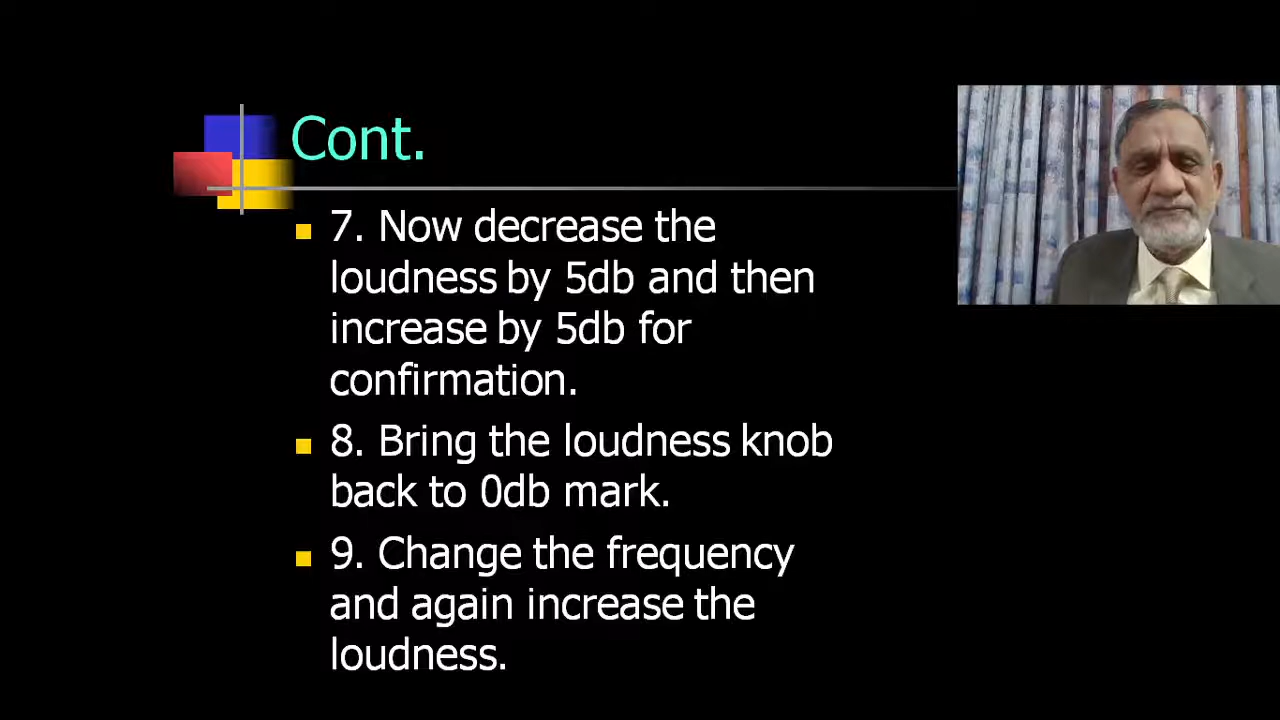 Cont.
7. Now decrease the
loudness by 5db and then
increase by 5db for
confirmation.
8. Bring the loudness knob
back to 0db mark.
9. Change the frequency
and again increase the
loudness.